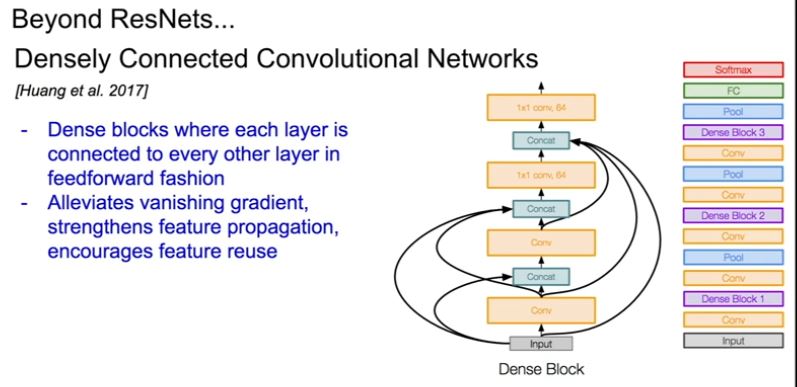 Beyond ResNets...
Densely Connected Convolutional Networks
[Huang et al. 2017]
- Dense blocks where each layer is
connected to every other layer in
feedforward fashion
- Alleviates vanishing gradient,
strengthens feature propagation,
encourages feature reuse
1x1 conv, 64
Concat
1x1 conv, 64
Concat
Conv
Concat
Conv
Input
Dense Block
Softmax
FC
Pool
Dense Block 3
Conv
Pool
Conv
Dense Block 2
Conv
Pool
Conv
Dense Block 1
Conv
Input